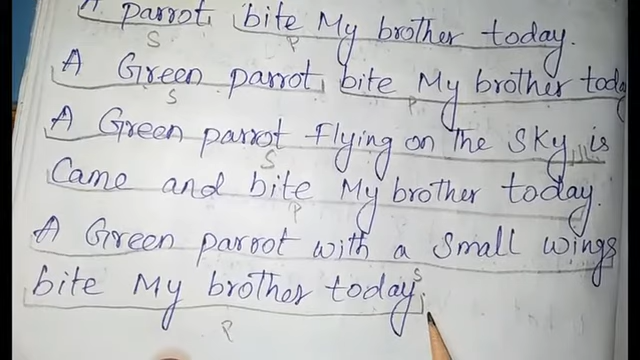 A parrot bite My brother today.
S P
A Green parrot bite My brother toda
S P
A Green parrot Flying on the Sky, is
S
Came and bite My brother today.
P
A Green parrot with a Small wings
S
bite My brother today.
P